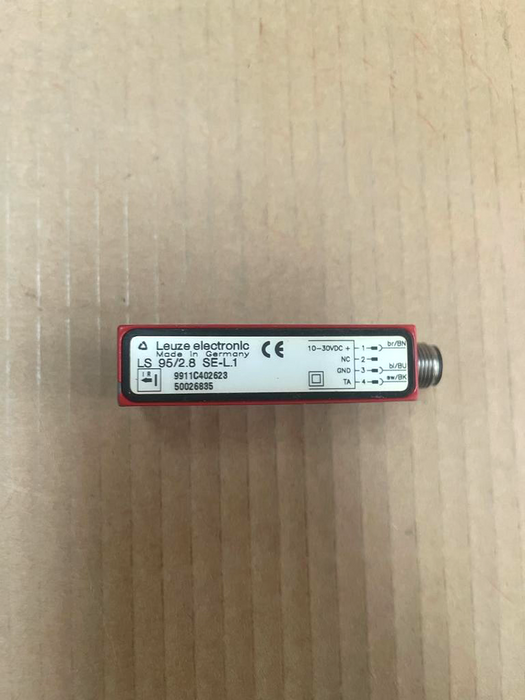 Leuze electronic
Made in Germany
LS 95/2.8 SE-L.1
IR
9911C402623
50026835
CE
10-30VDC + 1 br/BN
NC 2
GND 3 bl/BU
TA 4 sw/BK